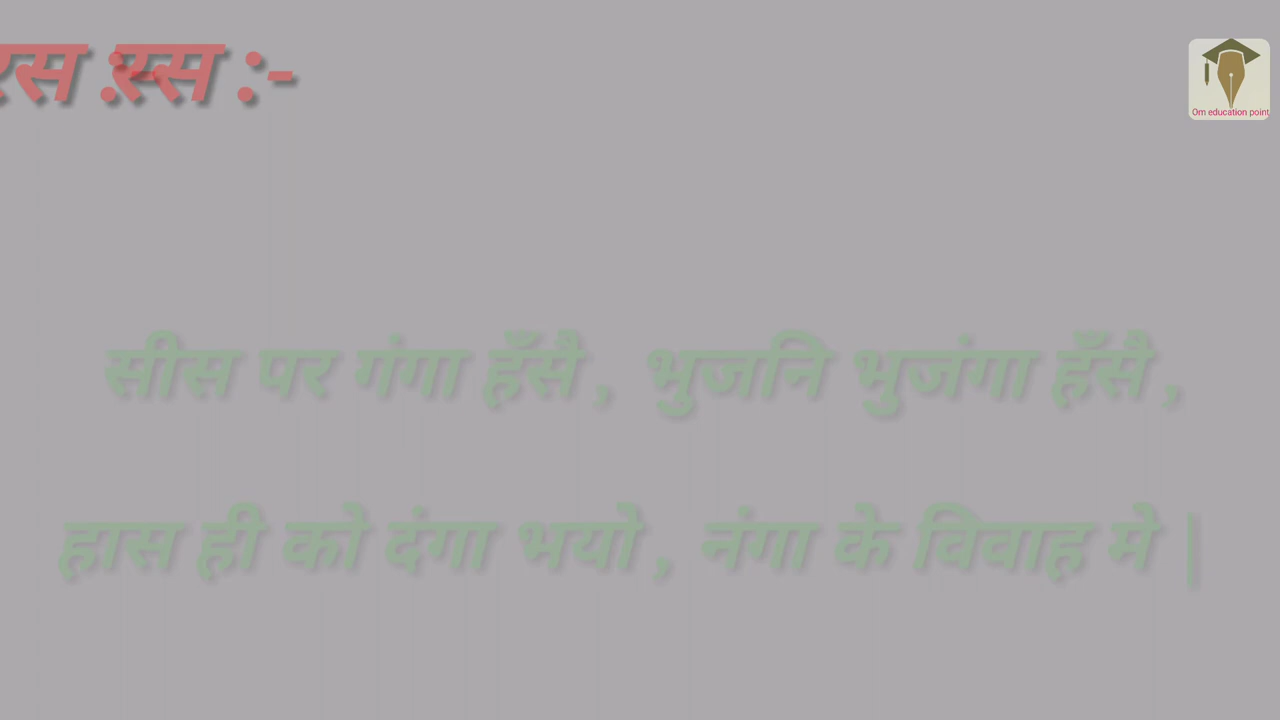 रस :-
Om education point
सीस पर गंगा हँसै , भुजनि भुजंगा हँसै ,
हास ही को दंगा भयो , नंगा के विवाह मे |